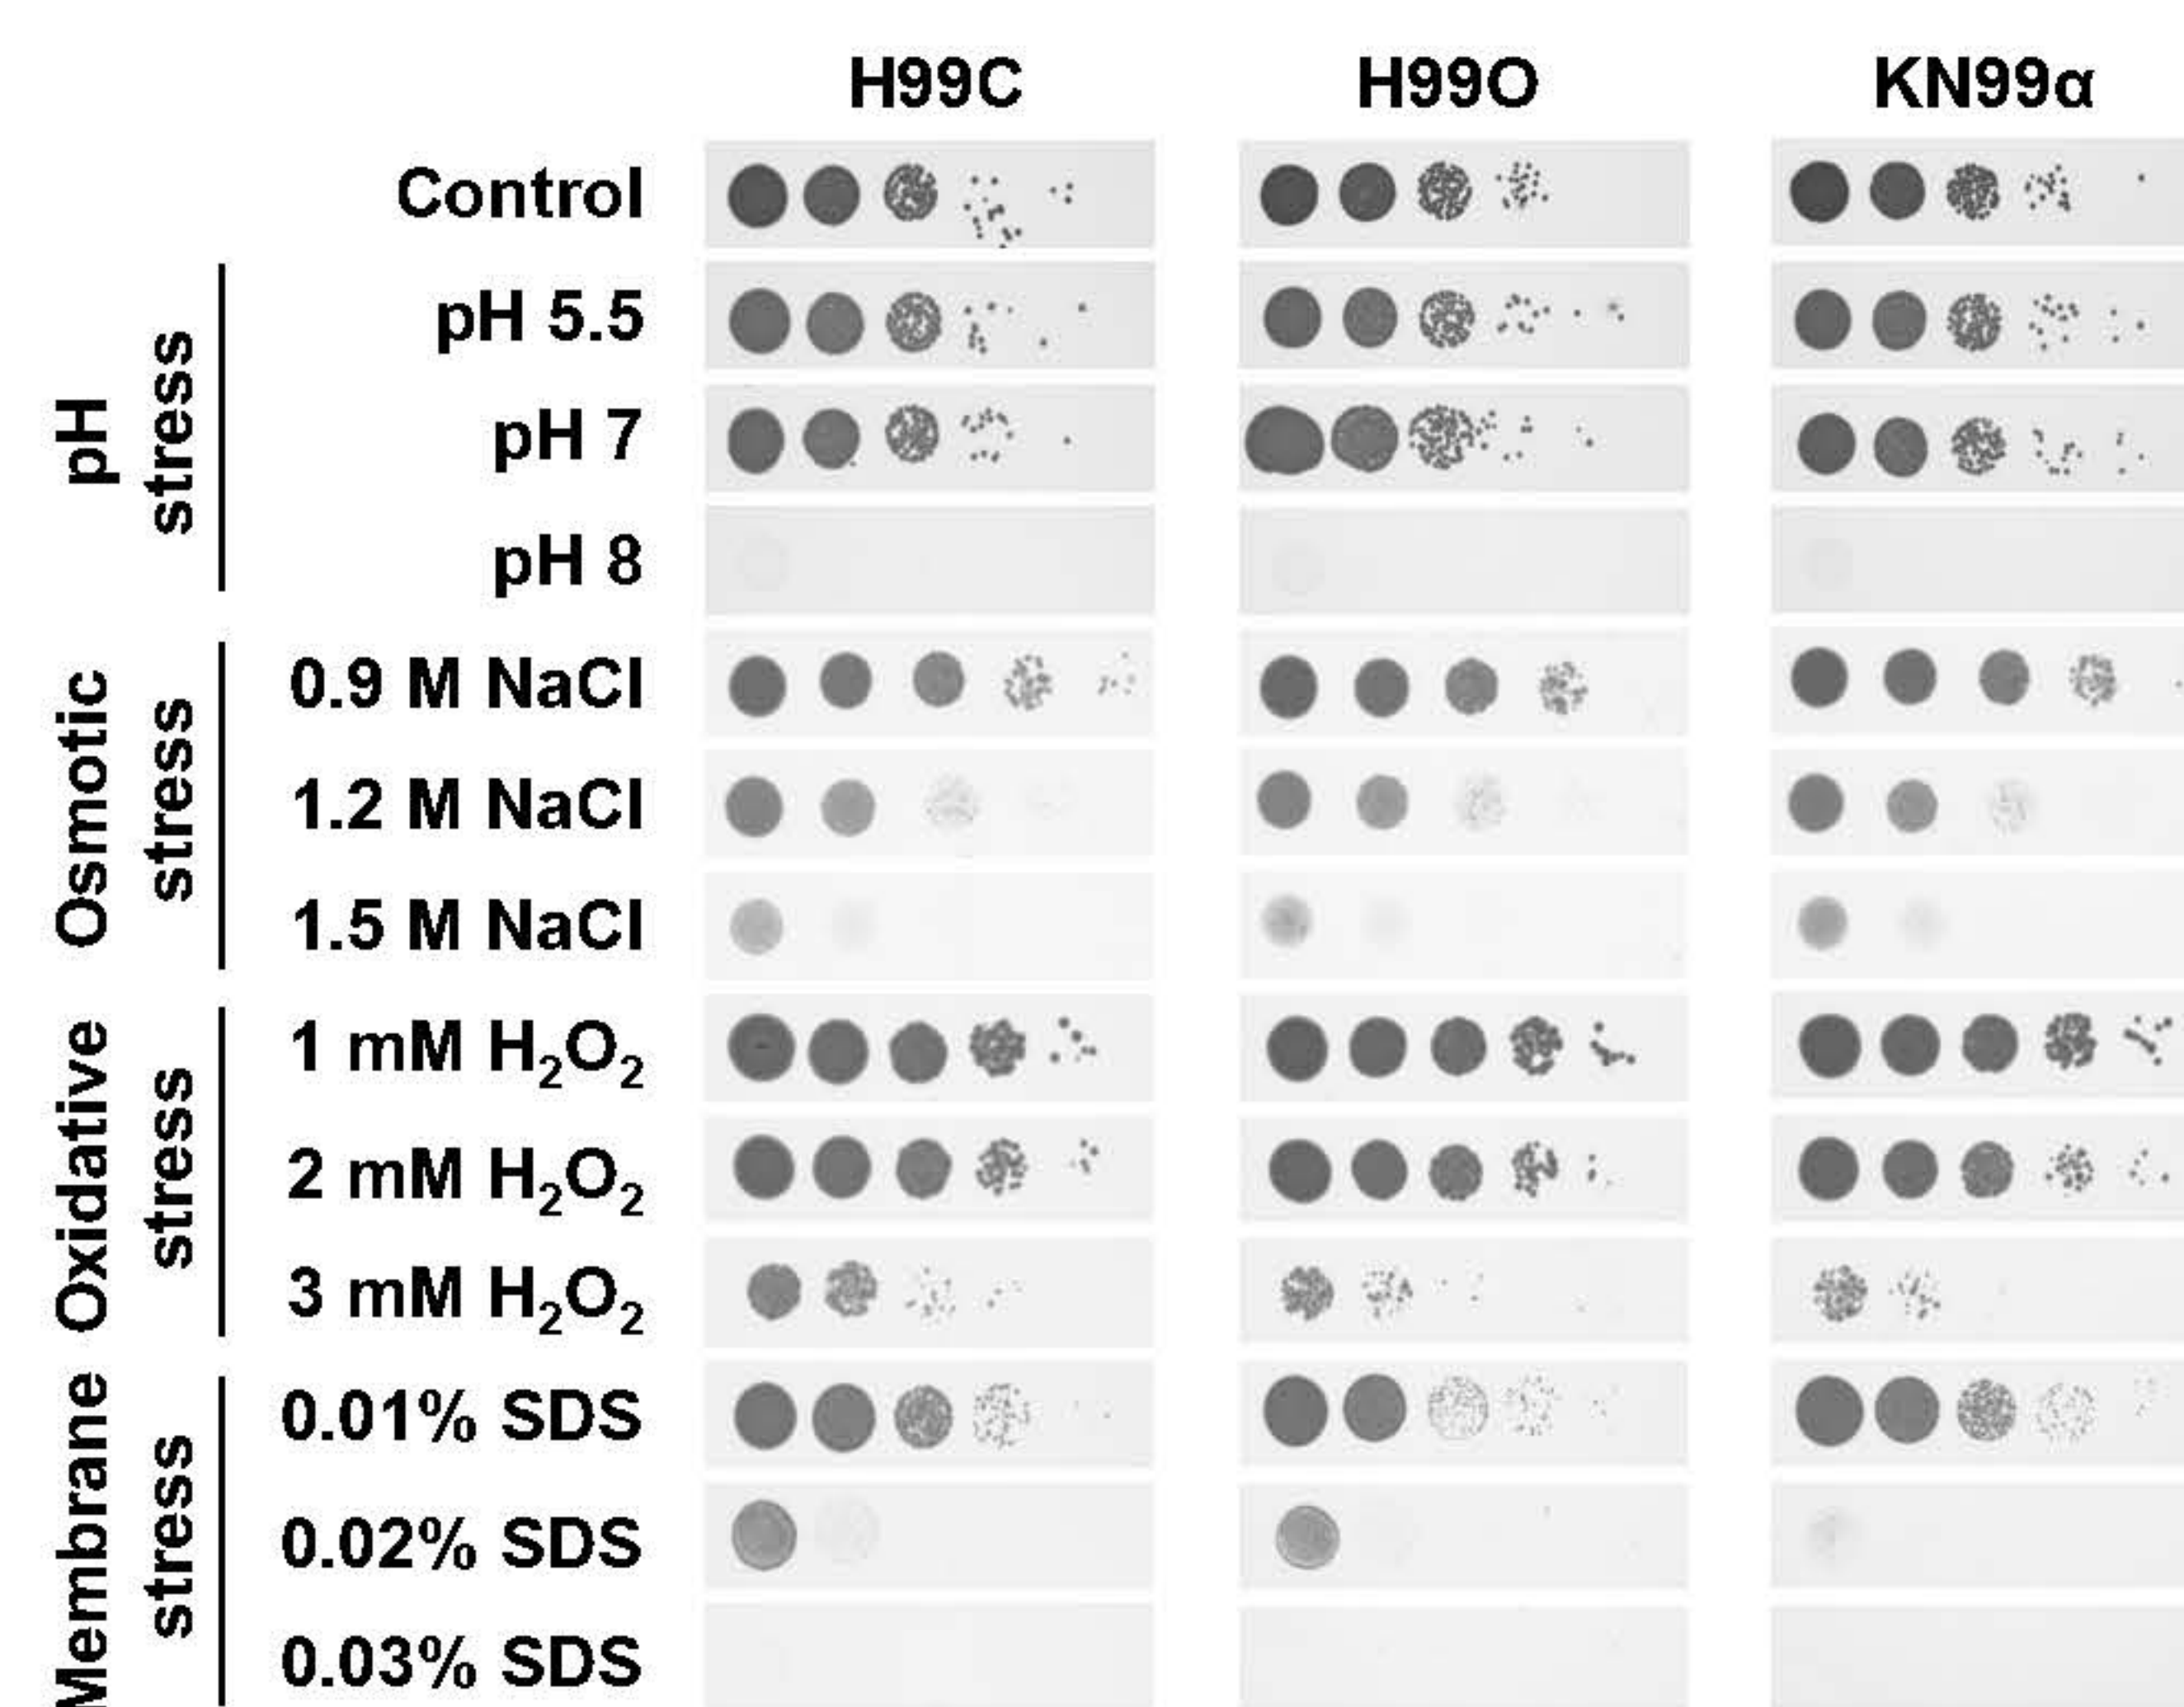 H99C H99O KN99α
Control
pH stress
pH 5.5
pH 7
pH 8
Osmotic stress
0.9 M NaCl
1.2 M NaCl
1.5 M NaCl
Oxidative stress
1 mM H₂O₂
2 mM H₂O₂
3 mM H₂O₂
Membrane stress
0.01% SDS
0.02% SDS
0.03% SDS